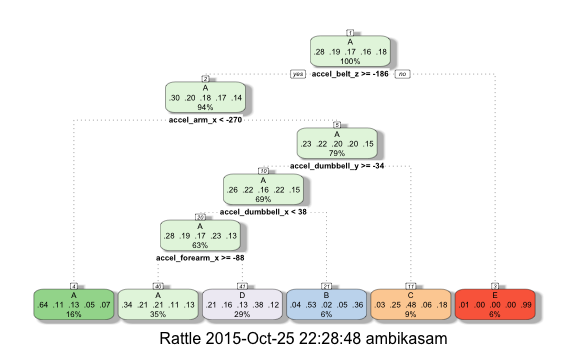 1
A
.28 .19 .17 .16 .18
100%
yes accel_belt_z >= -186 no
2
A
.30 .20 .18 .17 .14
94%
accel_arm_x < -270
5
A
.23 .22 .20 .20 .15
79%
accel_dumbbell_y >= -34
10
A
.26 .22 .16 .22 .15
69%
accel_dumbbell_x < 38
20
A
.28 .19 .17 .23 .13
63%
accel_forearm_x >= -88
4 40 41 21 11 3
A A D B C E
.64 .11 .13 .05 .07 .34 .21 .21 .11 .13 .21 .16 .13 .38 .12 .04 .53 .02 .05 .36 .03 .25 .48 .06 .18 .01 .00 .00 .00 .99
16% 35% 29% 6% 9% 6%
Rattle 2015-Oct-25 22:28:48 ambikasam